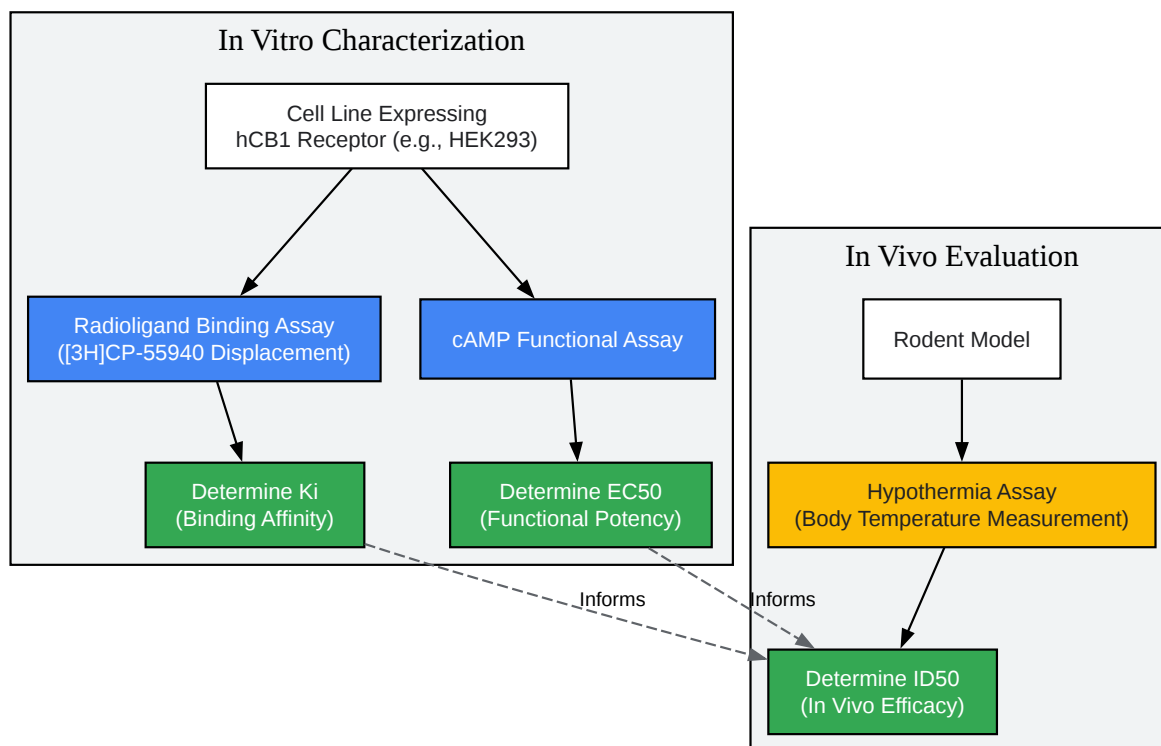 In Vitro Characterization
Cell Line Expressing
hCB1 Receptor (e.g., HEK293)
Radioligand Binding Assay
([3H]CP-55940 Displacement)
cAMP Functional Assay
Determine Ki
(Binding Affinity)
Determine EC50
(Functional Potency)
In Vivo Evaluation
Rodent Model
Hypothermia Assay
(Body Temperature Measurement)
Informs
Informs
Determine ID50
(In Vivo Efficacy)